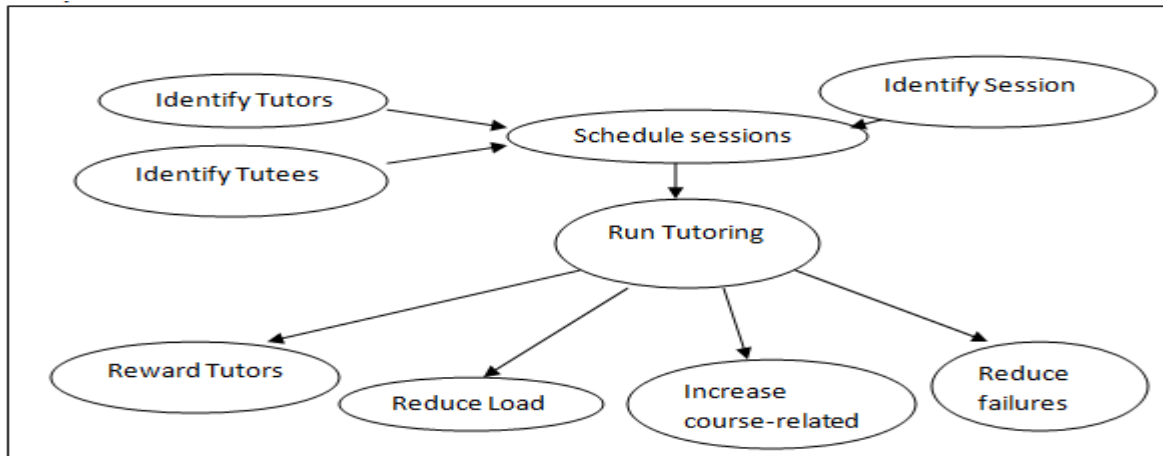 Identify Tutors
Identify Session
Schedule sessions
Identify Tutees
Run Tutoring
Reward Tutors
Reduce Load
Increase
course-related
Reduce
failures